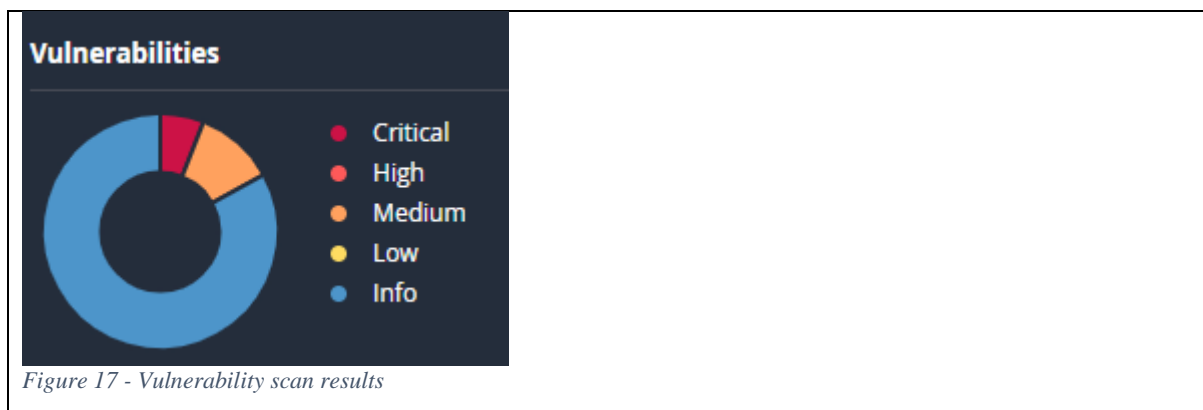 Vulnerabilities
Critical
High
Medium
Low
Info
Figure 17 - Vulnerability scan results